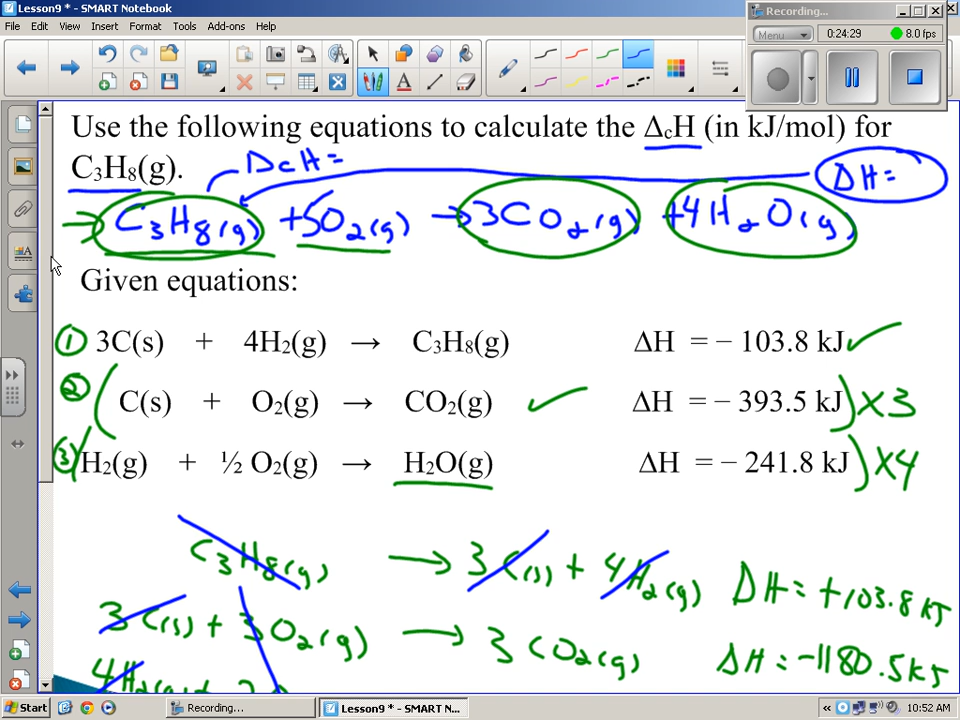 Lesson9 * - SMART Notebook
File Edit View Insert Format Tools Add-ons Help
Recording...
Menu
0:24:29
8.0 fps
Use the following equations to calculate the ΔcH (in kJ/mol) for
C3H8(g).
ΔcH =
ΔH =
→ C3H8(g) + 5O2(g) → 3CO2(g) + 4H2O(g)
Given equations:
① 3C(s) + 4H2(g) → C3H8(g) ΔH = − 103.8 kJ ✓
② ( C(s) + O2(g) → CO2(g) ✓ ΔH = − 393.5 kJ ) x3
③ ( H2(g) + ½ O2(g) → H2O(g) ΔH = − 241.8 kJ ) x4
C3H8(g) → 3C(s) + 4H2(g) ΔH = +103.8 kJ
3C(s) + 3O2(g) → 3CO2(g) ΔH = -1180.5 kJ
4H2(g) + 2
Start
Recording...
Lesson9 * - SMART N...
«
10:52 AM